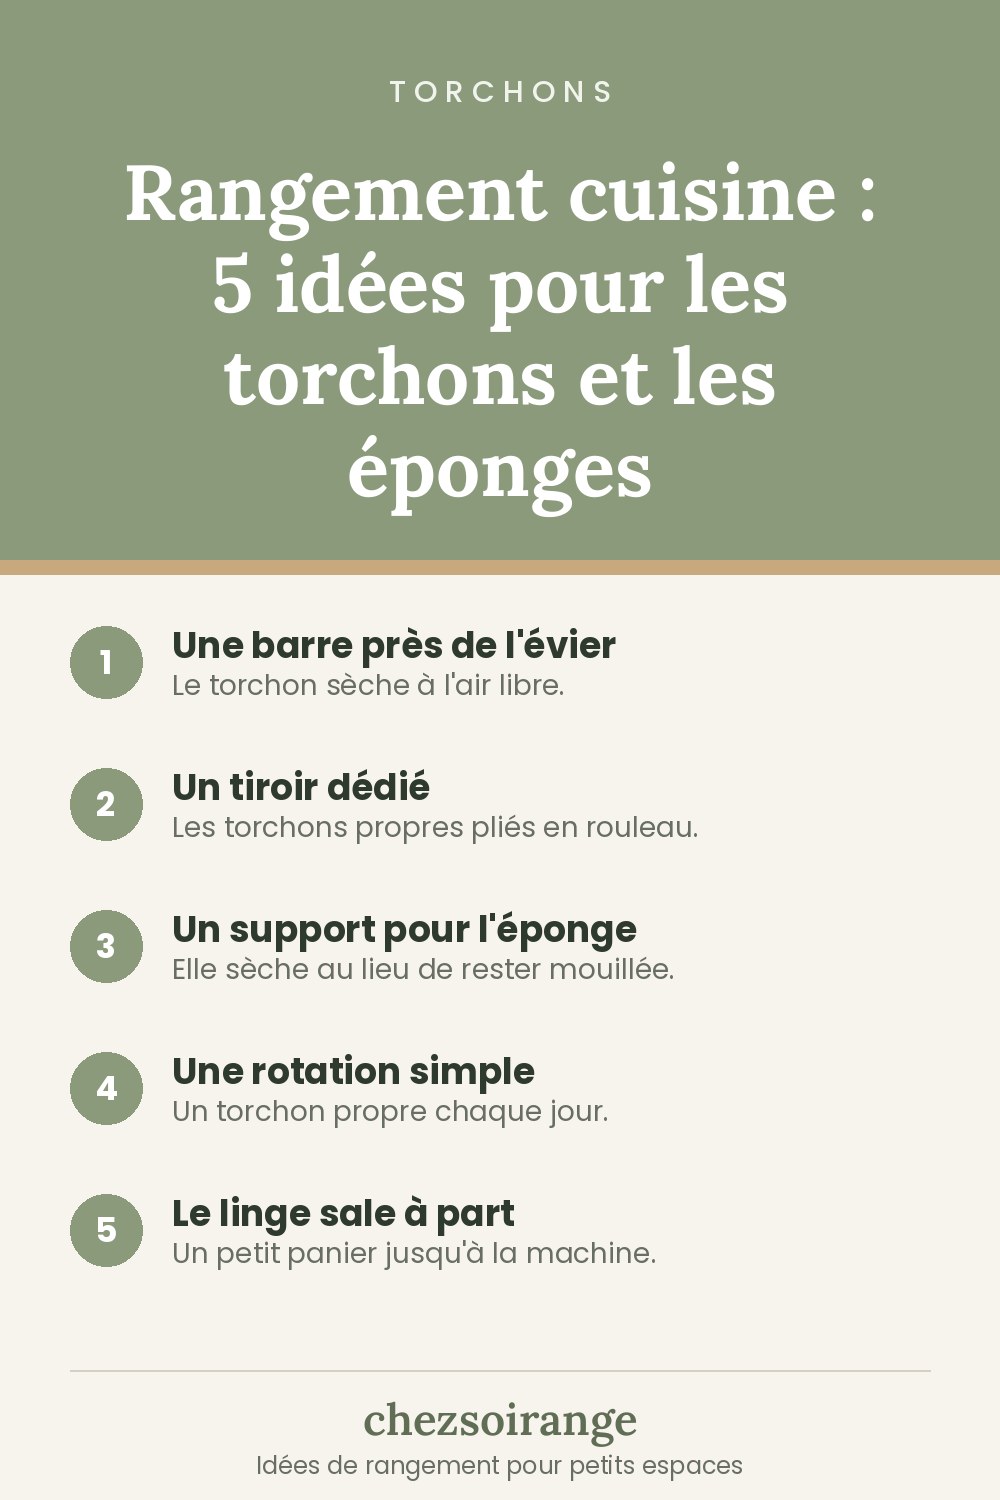 TORCHONS
Rangement cuisine :
5 idées pour les
torchons et les
éponges
1
Une barre près de l'évier
Le torchon sèche à l'air libre.
2
Un tiroir dédié
Les torchons propres pliés en rouleau.
3
Un support pour l'éponge
Elle sèche au lieu de rester mouillée.
4
Une rotation simple
Un torchon propre chaque jour.
5
Le linge sale à part
Un petit panier jusqu'à la machine.
chezsoirange
Idées de rangement pour petits espaces